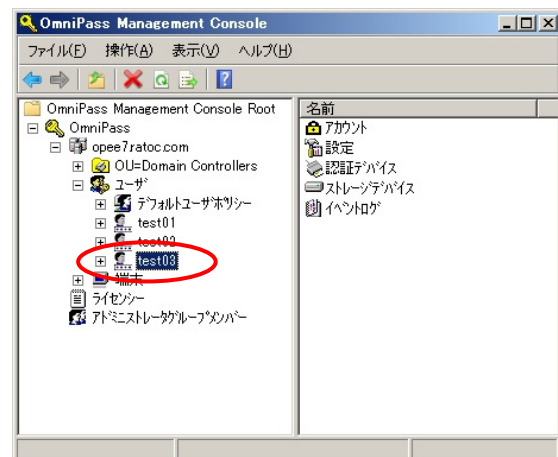 OmniPass Management Console
ファイル(F) 操作(A) 表示(V) ヘルプ(H)
OmniPass Management Console Root
OmniPass
opee7.ratoc.com
OU=Domain Controllers
ユーザ
デフォルトユーザポリシー
test01
test02
test03
端末
ライセンシー
アドミニストレータグループメンバー
名前
アカウント
設定
認証デバイス
ストレージデバイス
イベントログ